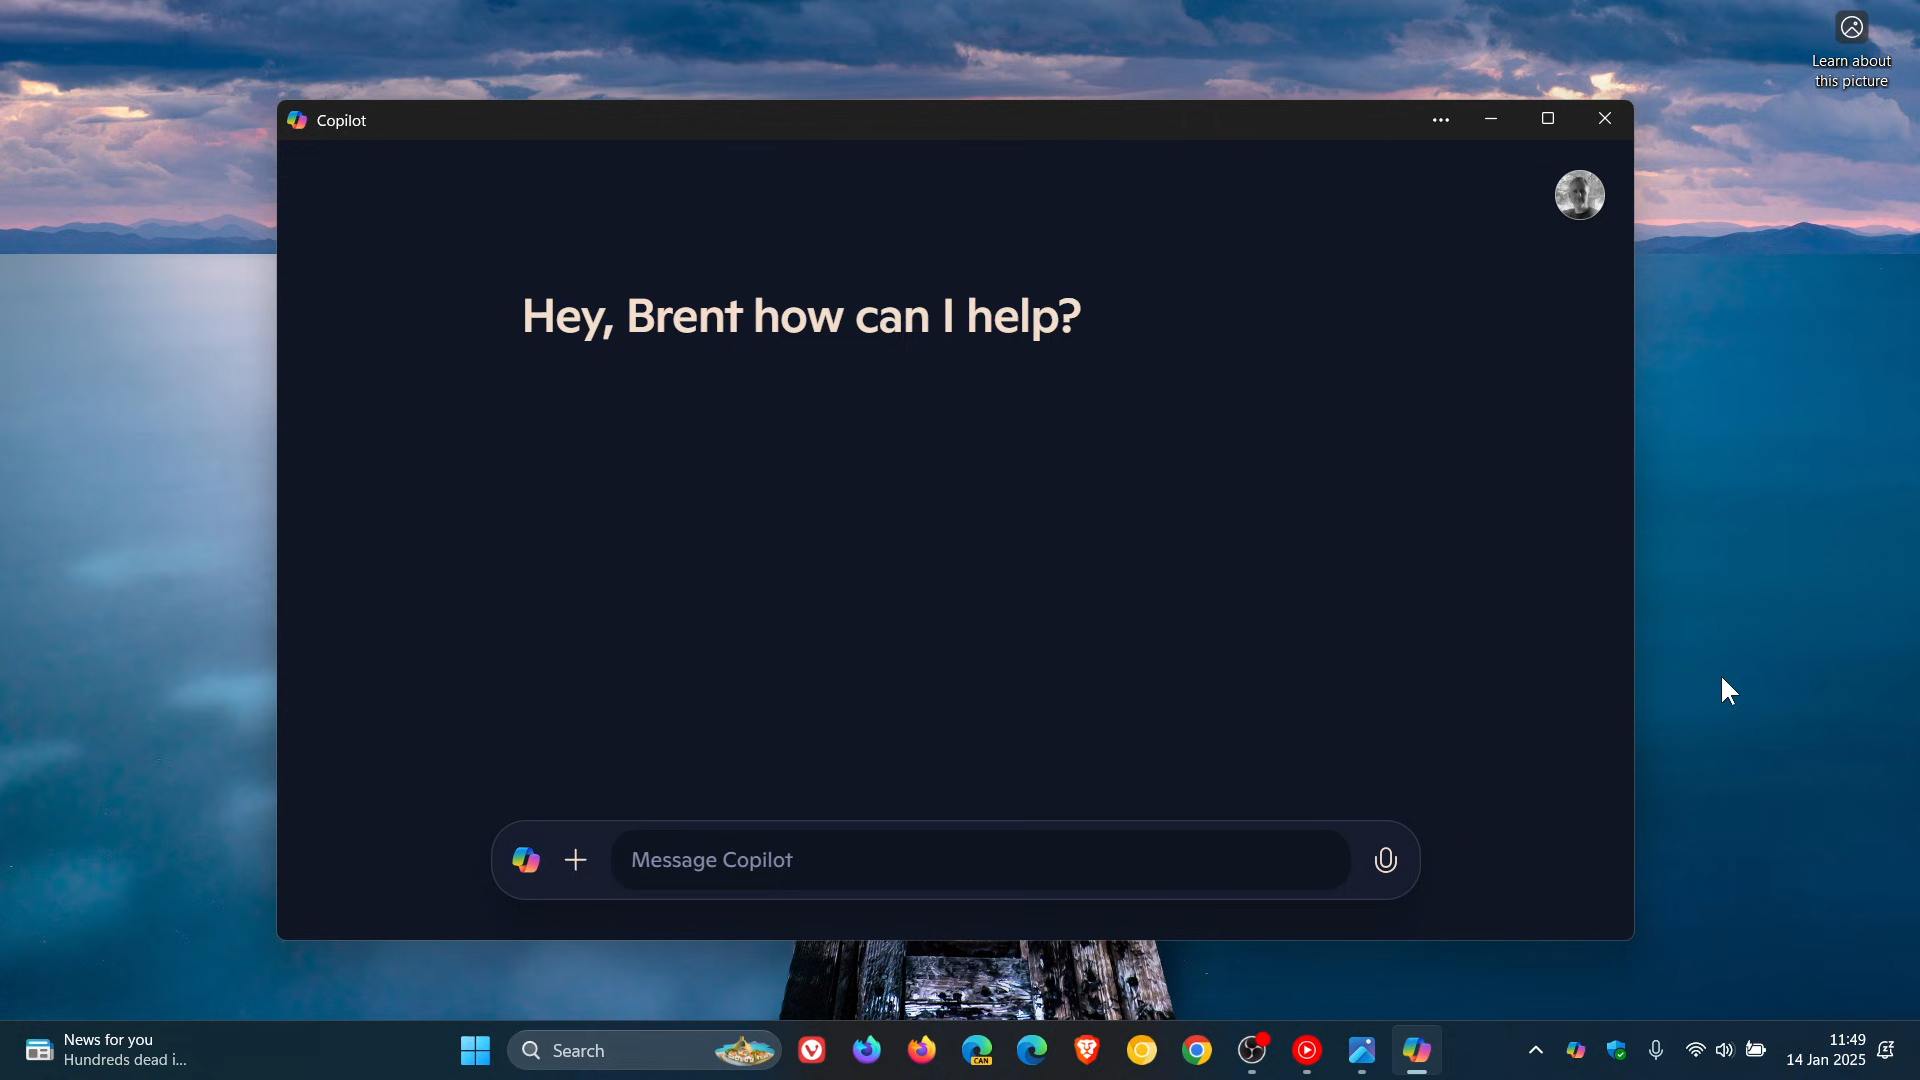 Learn about
this picture
Copilot
Hey, Brent how can I help?
Message Copilot
News for you
Hundreds dead i...
Search
CAN
11:49
14 Jan 2025